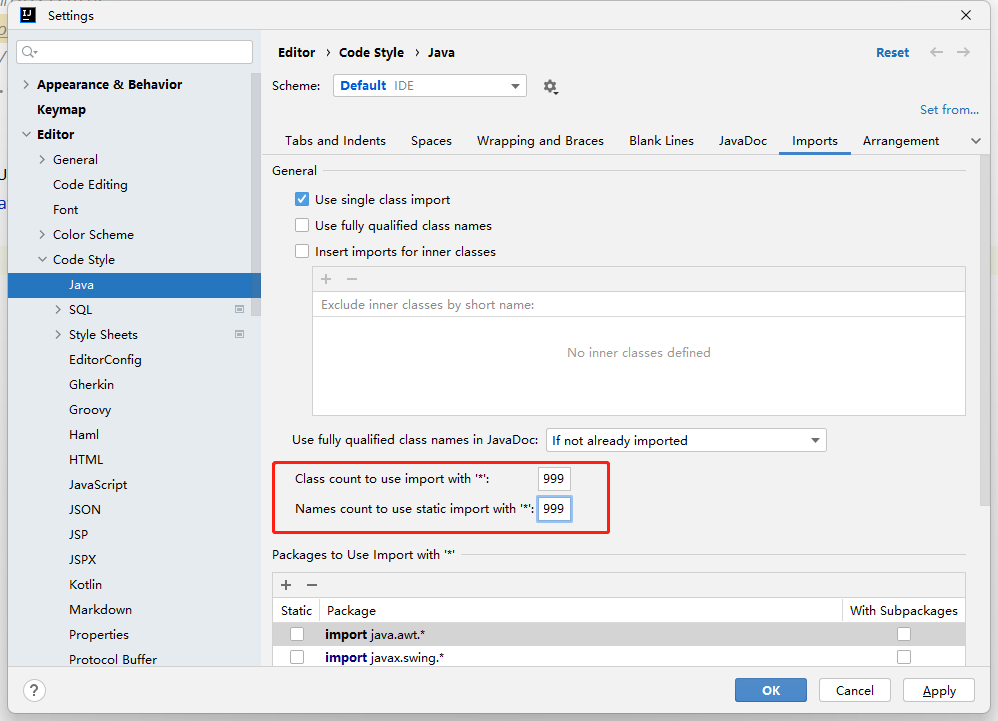 Settings
Editor › Code Style › Java
Reset
Scheme: Default IDE
Set from...
Tabs and Indents Spaces Wrapping and Braces Blank Lines JavaDoc Imports Arrangement
Appearance & Behavior
Keymap
Editor
General
Code Editing
Font
Color Scheme
Code Style
Java
SQL
Style Sheets
EditorConfig
Gherkin
Groovy
Haml
HTML
JavaScript
JSON
JSP
JSPX
Kotlin
Markdown
Properties
Protocol Buffer
General
Use single class import
Use fully qualified class names
Insert imports for inner classes
Exclude inner classes by short name:
No inner classes defined
Use fully qualified class names in JavaDoc: If not already imported
Class count to use import with '*': 999
Names count to use static import with '*': 999
Packages to Use Import with '*'
Static Package With Subpackages
import java.awt.*
import javax.swing.*
? OK Cancel Apply